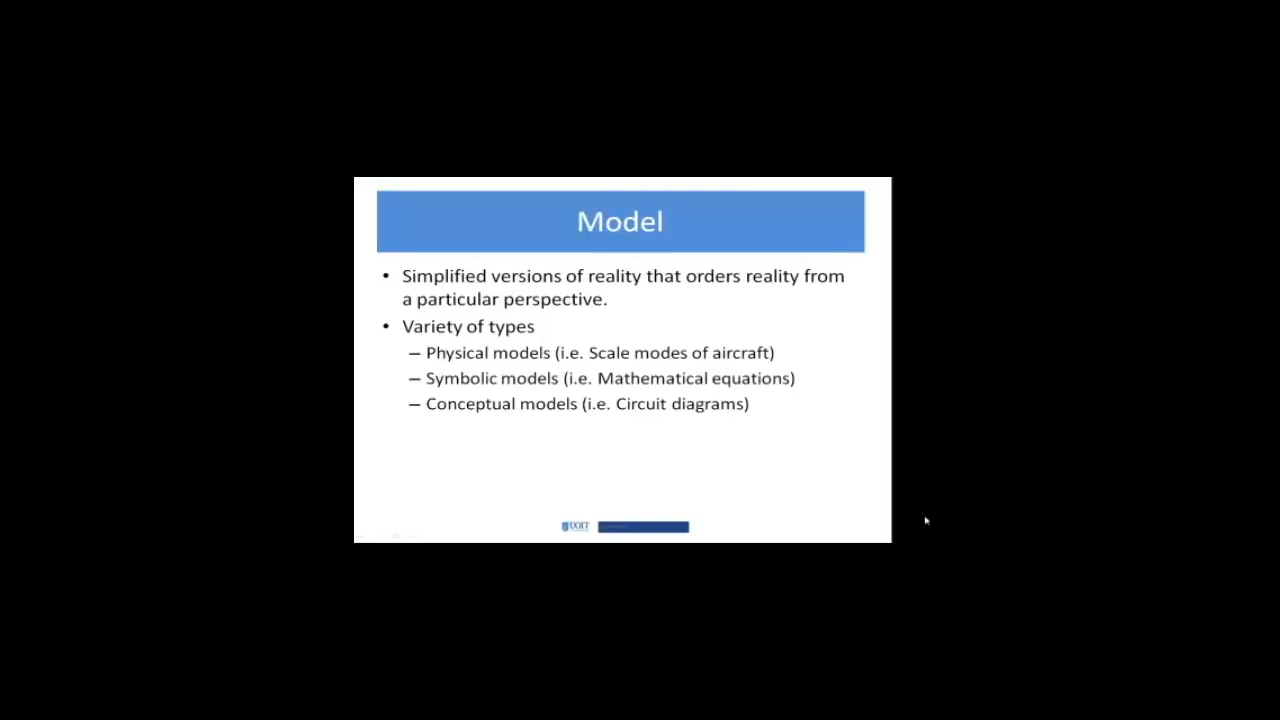 Model
• Simplified versions of reality that orders reality from
a particular perspective.
• Variety of types
– Physical models (i.e. Scale modes of aircraft)
– Symbolic models (i.e. Mathematical equations)
– Conceptual models (i.e. Circuit diagrams)
UOIT